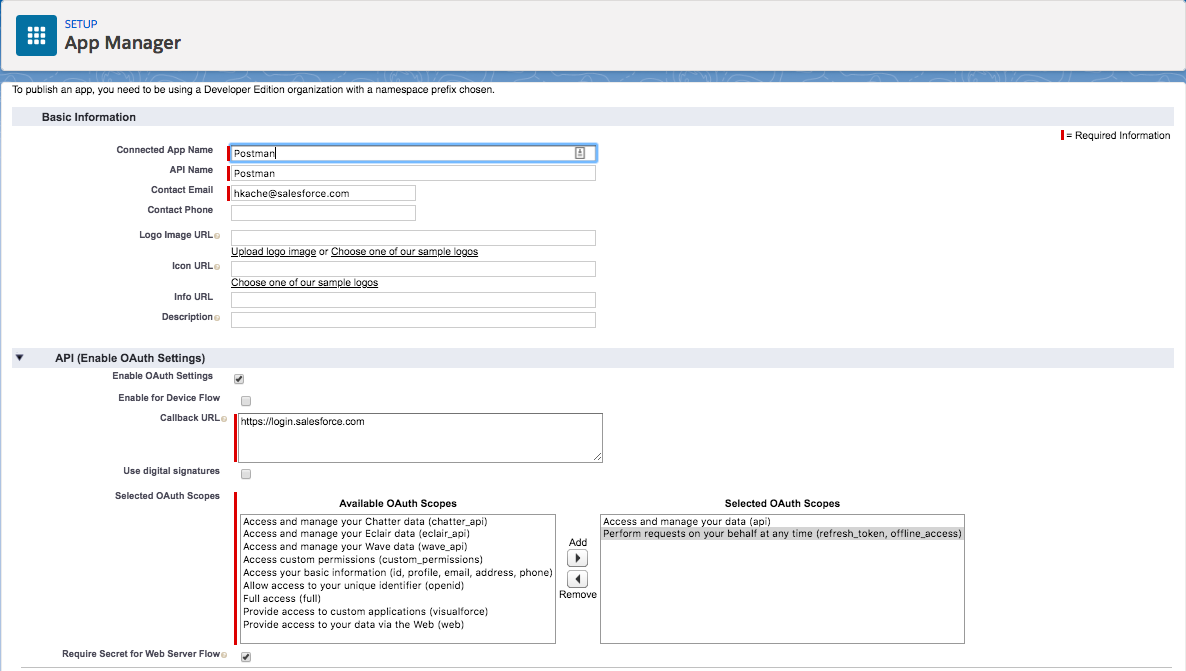 SETUP
App Manager
To publish an app, you need to be using a Developer Edition organization with a namespace prefix chosen.
Basic Information
= Required Information
Connected App Name Postman
API Name Postman
Contact Email hkache@salesforce.com
Contact Phone
Logo Image URL
Upload logo image or Choose one of our sample logos
Icon URL
Choose one of our sample logos
Info URL
Description
API (Enable OAuth Settings)
Enable OAuth Settings
Enable for Device Flow
Callback URL https://login.salesforce.com
Use digital signatures
Selected OAuth Scopes
Available OAuth Scopes
Access and manage your Chatter data (chatter_api)
Access and manage your Eclair data (eclair_api)
Access and manage your Wave data (wave_api)
Access custom permissions (custom_permissions)
Access your basic information (id, profile, email, address, phone)
Allow access to your unique identifier (openid)
Full access (full)
Provide access to custom applications (visualforce)
Provide access to your data via the Web (web)
Add
Remove
Selected OAuth Scopes
Access and manage your data (api)
Perform requests on your behalf at any time (refresh_token, offline_access)
Require Secret for Web Server Flow